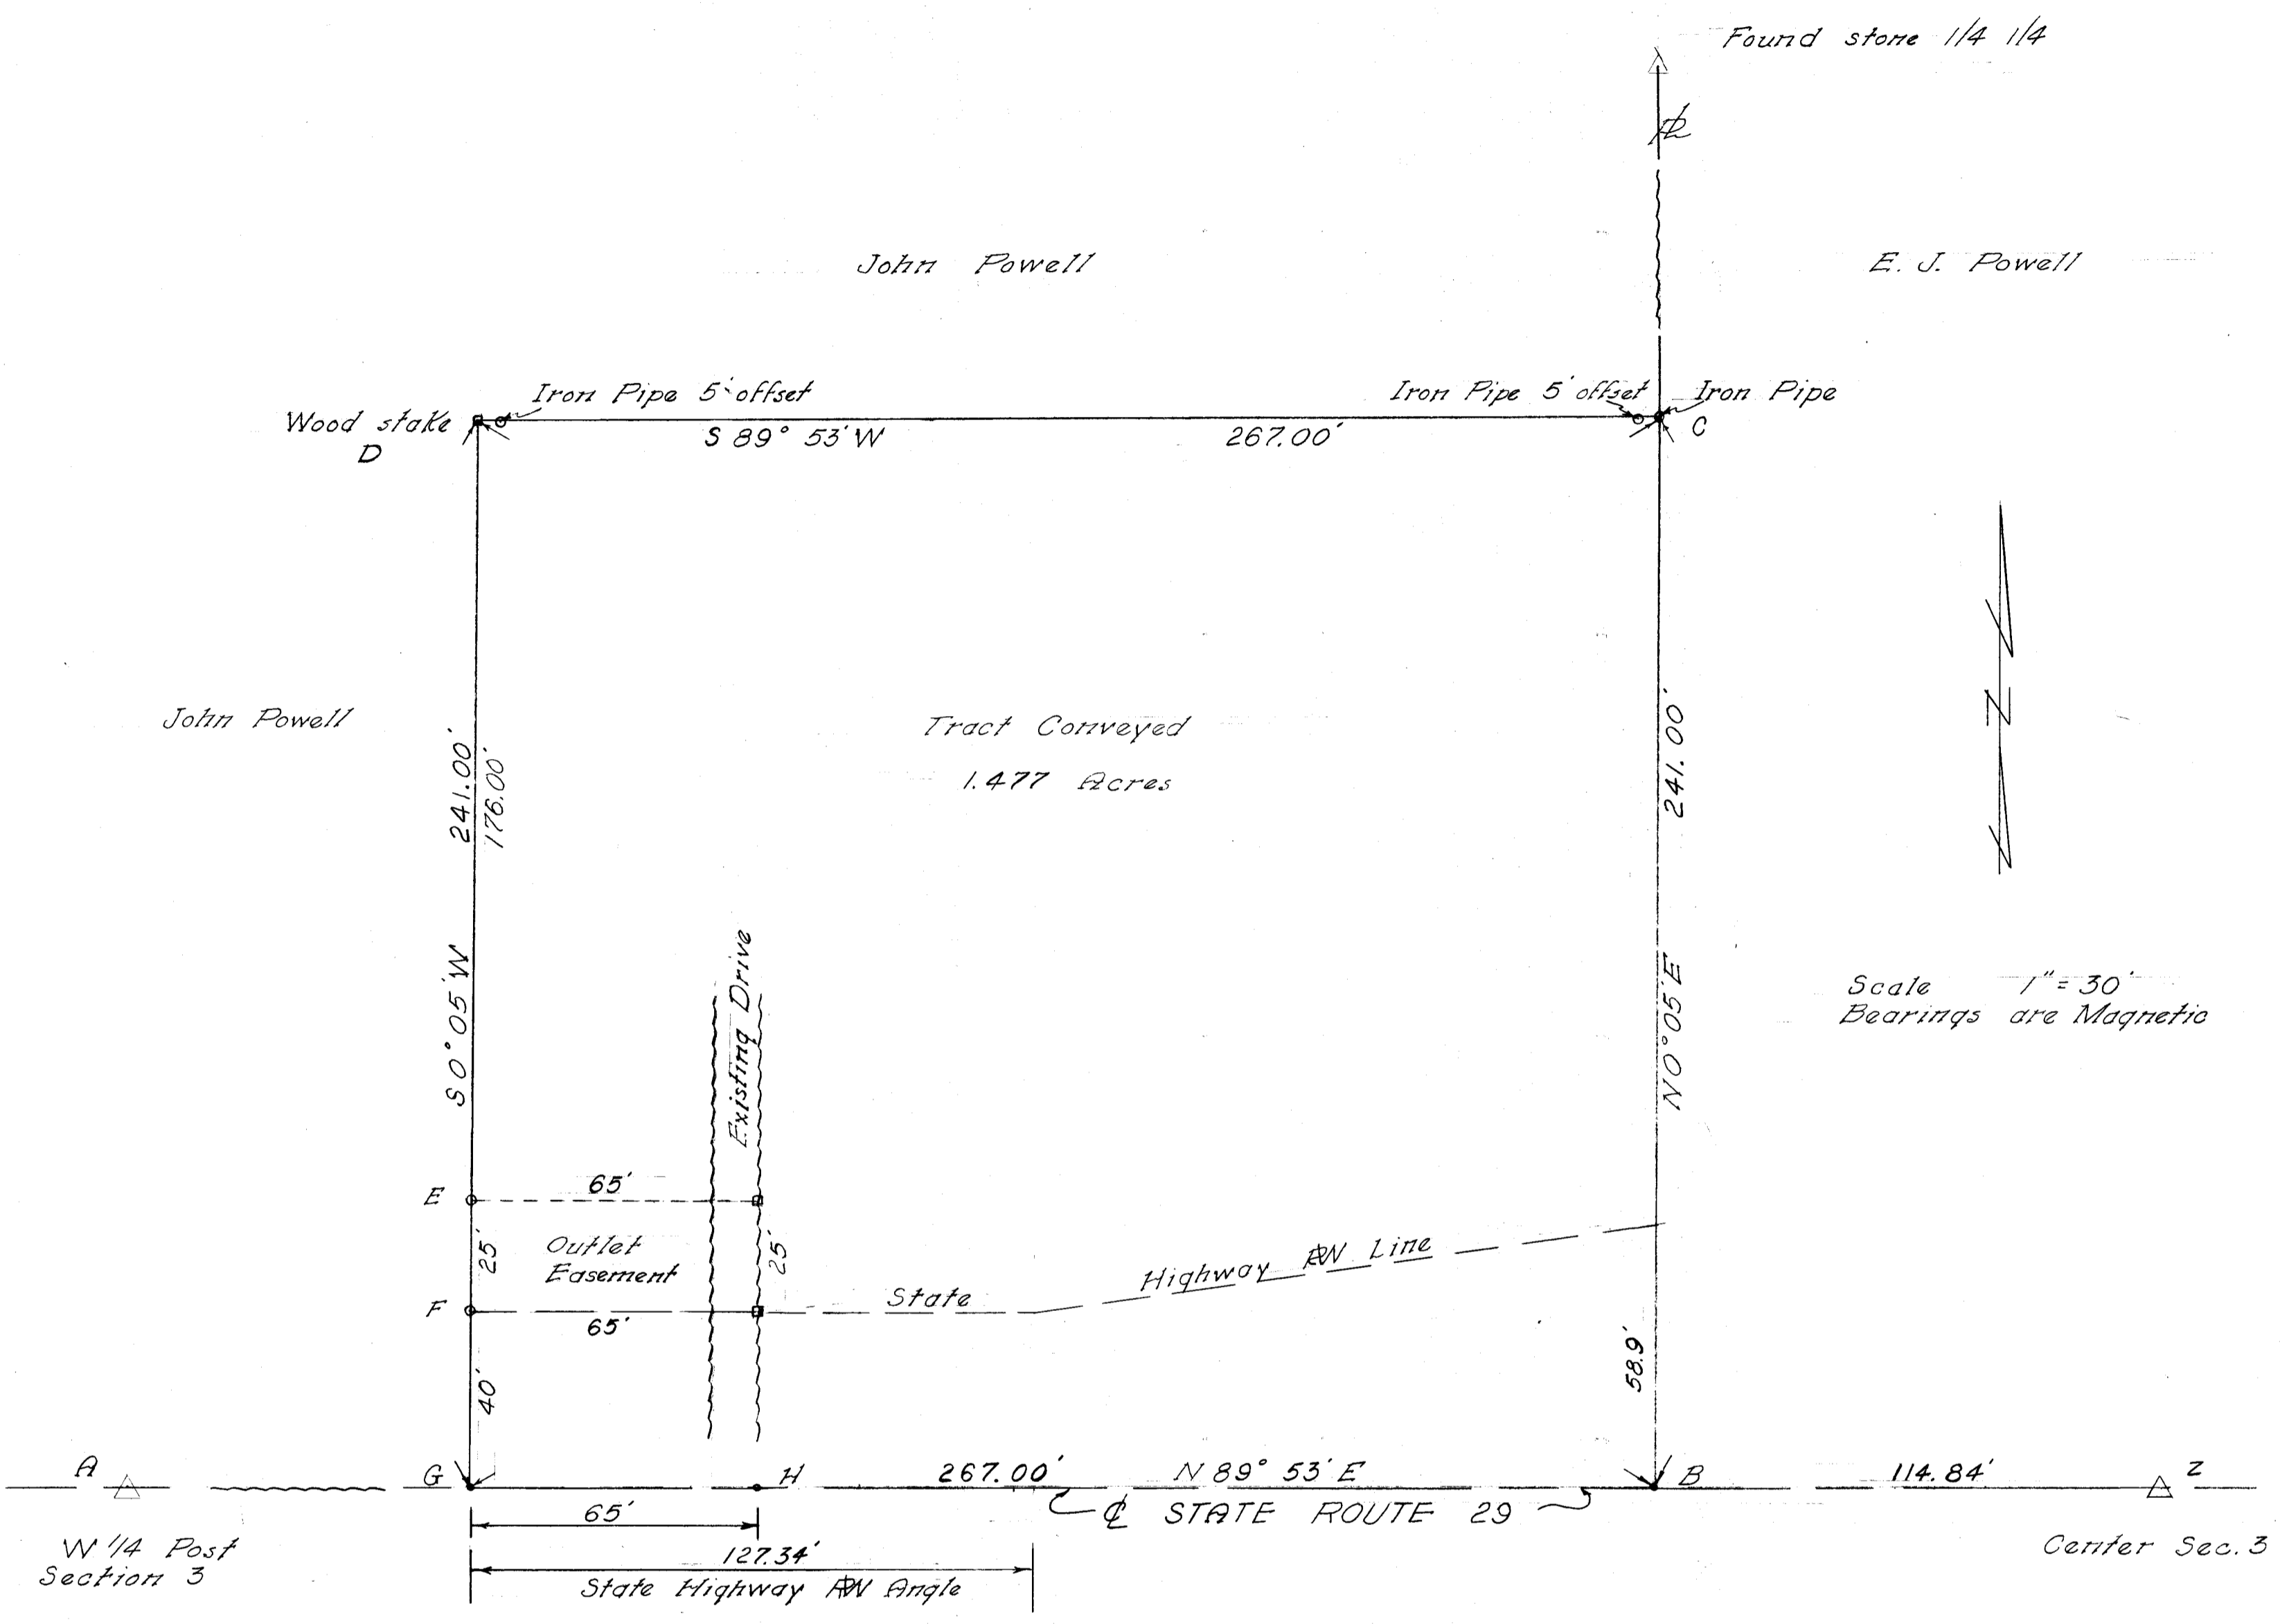 Found stone 1/4 1/4
PL
John Powell
E. J. Powell
Iron Pipe 5' offset
Iron Pipe 5' offset
Iron Pipe
Wood stake
D
S 89° 53' W
267.00'
C
John Powell
Tract Conveyed
1.477 Acres
241.00'
176.00'
241.00'
N
S 0° 05' W
Existing Drive
N 0° 05' E
Scale 1" = 30'
Bearings are Magnetic
E
65'
25'
Outlet
Easement
25'
F
65'
State Highway R/W Line
40'
58.9'
A
G
H
267.00'
N 89° 53' E
B
114.84'
Z
65'
℄ STATE ROUTE 29
W 1/4 Post
Section 3
127.34'
State Highway R/W Angle
Center Sec. 3